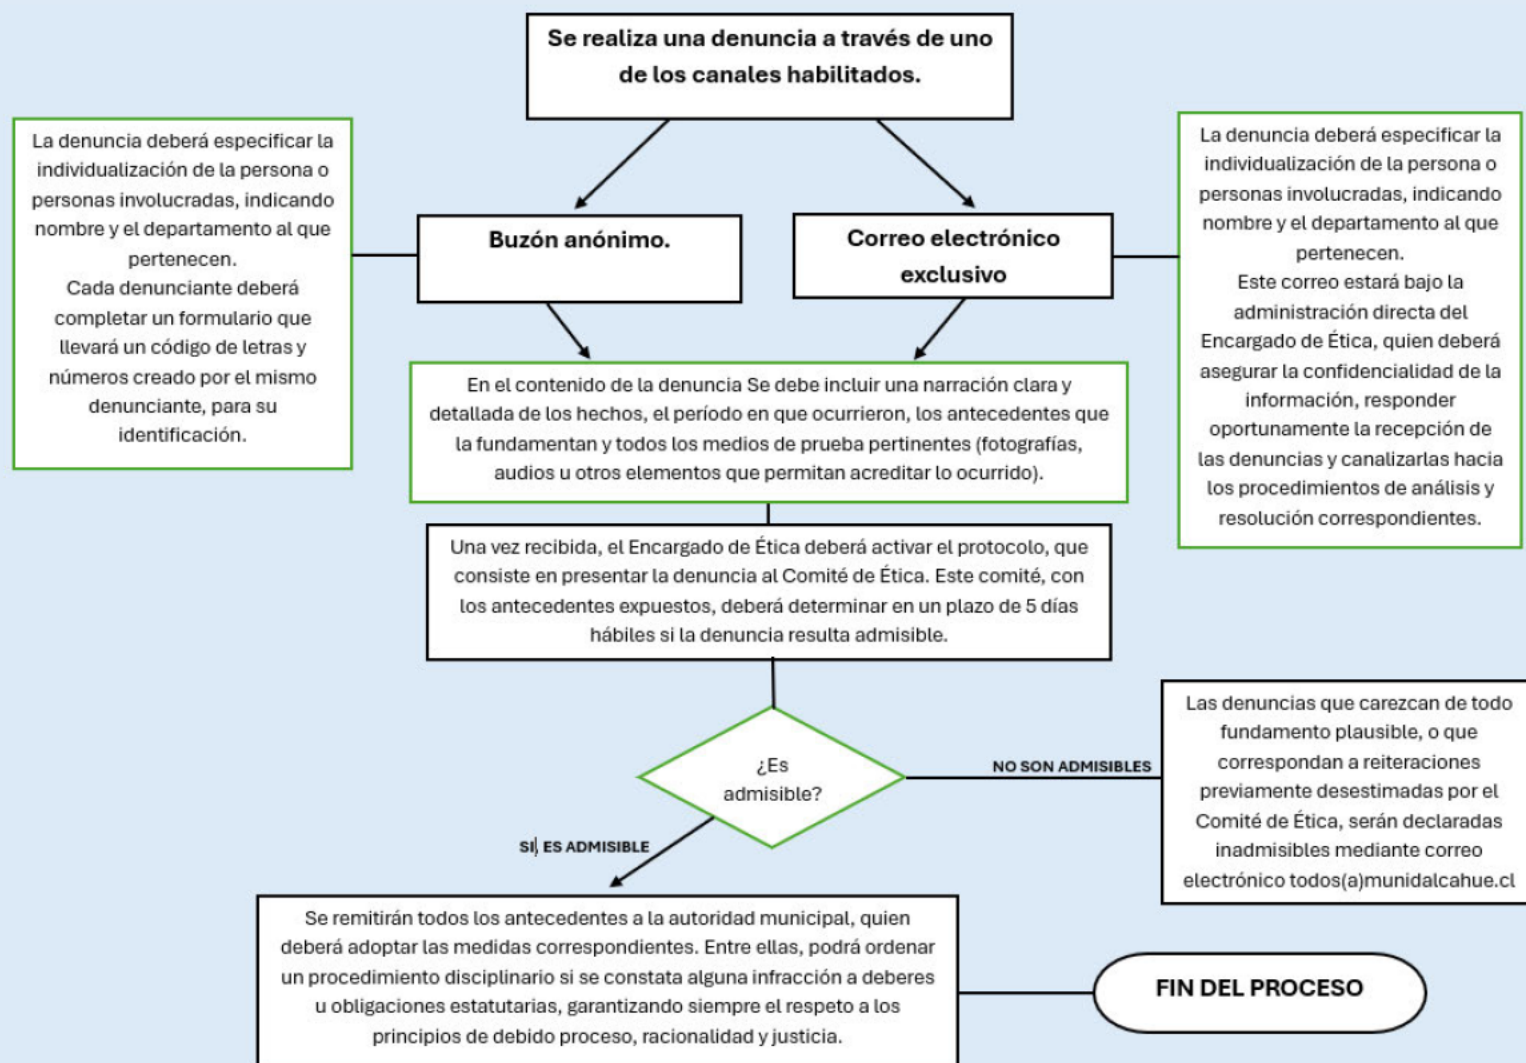 Se realiza una denuncia a través de uno
de los canales habilitados.
La denuncia deberá especificar la
individualización de la persona o
personas involucradas, indicando
nombre y el departamento al que
pertenecen.
Cada denunciante deberá
completar un formulario que
llevará un código de letras y
números creado por el mismo
denunciante, para su
identificación.
Buzón anónimo.
Correo electrónico
exclusivo
La denuncia deberá especificar la
individualización de la persona o
personas involucradas, indicando
nombre y el departamento al que
pertenecen.
Este correo estará bajo la
administración directa del
Encargado de Ética, quien deberá
asegurar la confidencialidad de la
información, responder
oportunamente la recepción de
las denuncias y canalizarlas hacia
los procedimientos de análisis y
resolución correspondientes.
En el contenido de la denuncia Se debe incluir una narración clara y
detallada de los hechos, el período en que ocurrieron, los antecedentes que
la fundamentan y todos los medios de prueba pertinentes (fotografías,
audios u otros elementos que permitan acreditar lo ocurrido).
Una vez recibida, el Encargado de Ética deberá activar el protocolo, que
consiste en presentar la denuncia al Comité de Ética. Este comité, con
los antecedentes expuestos, deberá determinar en un plazo de 5 días
hábiles si la denuncia resulta admisible.
¿Es
admisible?
NO SON ADMISIBLES
Las denuncias que carezcan de todo
fundamento plausible, o que
correspondan a reiteraciones
previamente desestimadas por el
Comité de Ética, serán declaradas
inadmisibles mediante correo
electrónico todos(a)munidalcahue.cl
SI, ES ADMISIBLE
Se remitirán todos los antecedentes a la autoridad municipal, quien
deberá adoptar las medidas correspondientes. Entre ellas, podrá ordenar
un procedimiento disciplinario si se constata alguna infracción a deberes
u obligaciones estatutarias, garantizando siempre el respeto a los
principios de debido proceso, racionalidad y justicia.
FIN DEL PROCESO